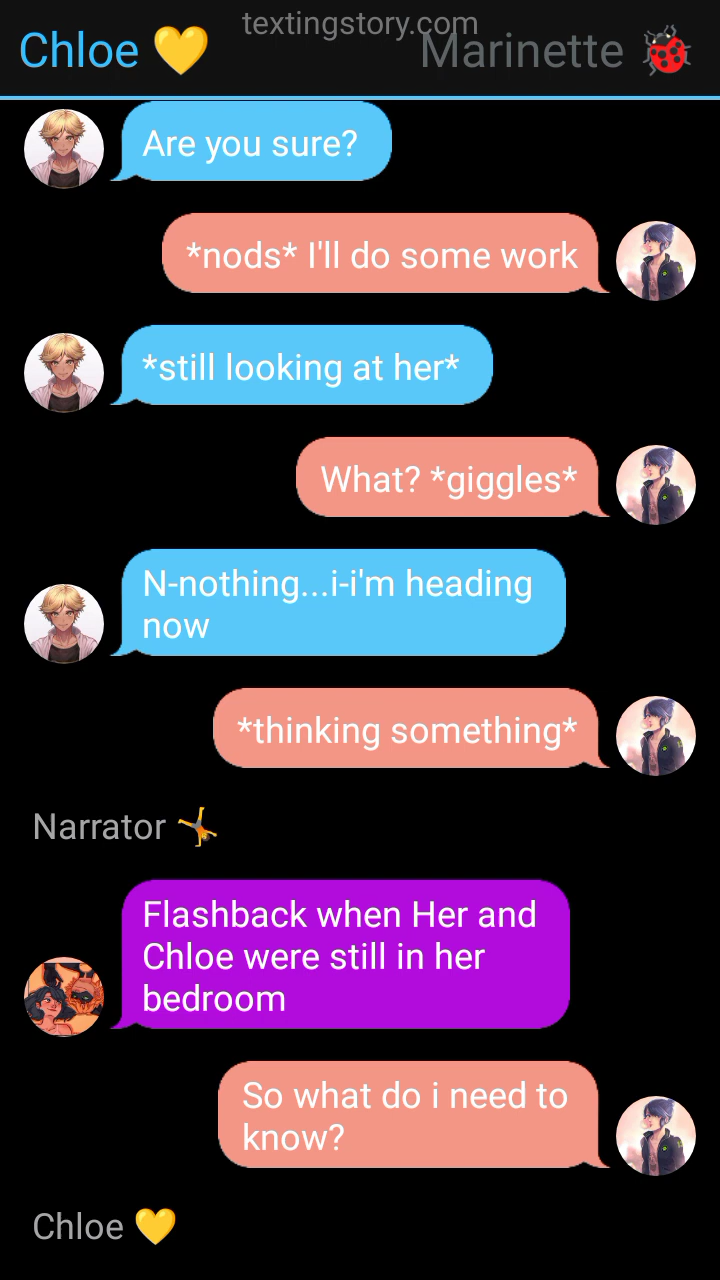 textingstory.com
Chloe 💛
Marinette 🐞
Are you sure?
*nods* I'll do some work
*still looking at her*
What? *giggles*
N-nothing...i-i'm heading
now
*thinking something*
Narrator 🤸
Flashback when Her and
Chloe were still in her
bedroom
So what do i need to
know?
Chloe 💛